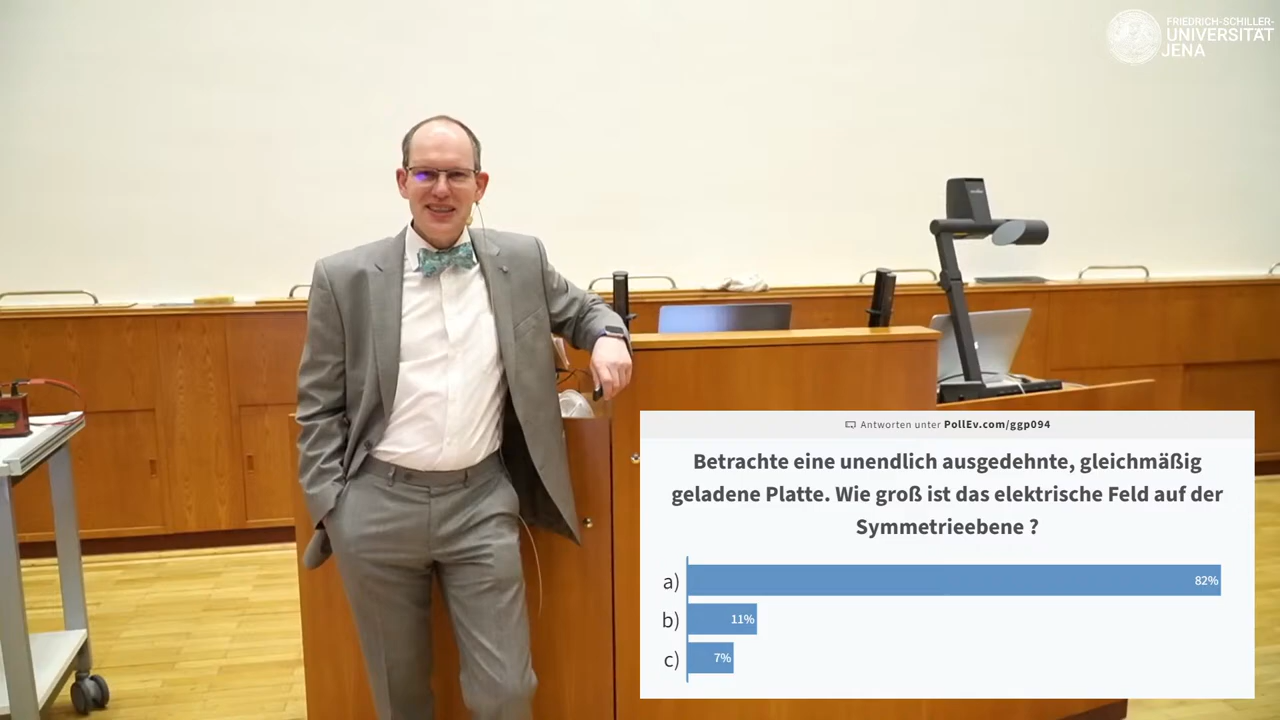 FRIEDRICH-SCHILLER-
UNIVERSITÄT
JENA
Antworten unter PollEv.com/ggp094
Betrachte eine unendlich ausgedehnte, gleichmäßig
geladene Platte. Wie groß ist das elektrische Feld auf der
Symmetrieebene ?
a) 82%
b) 11%
c) 7%